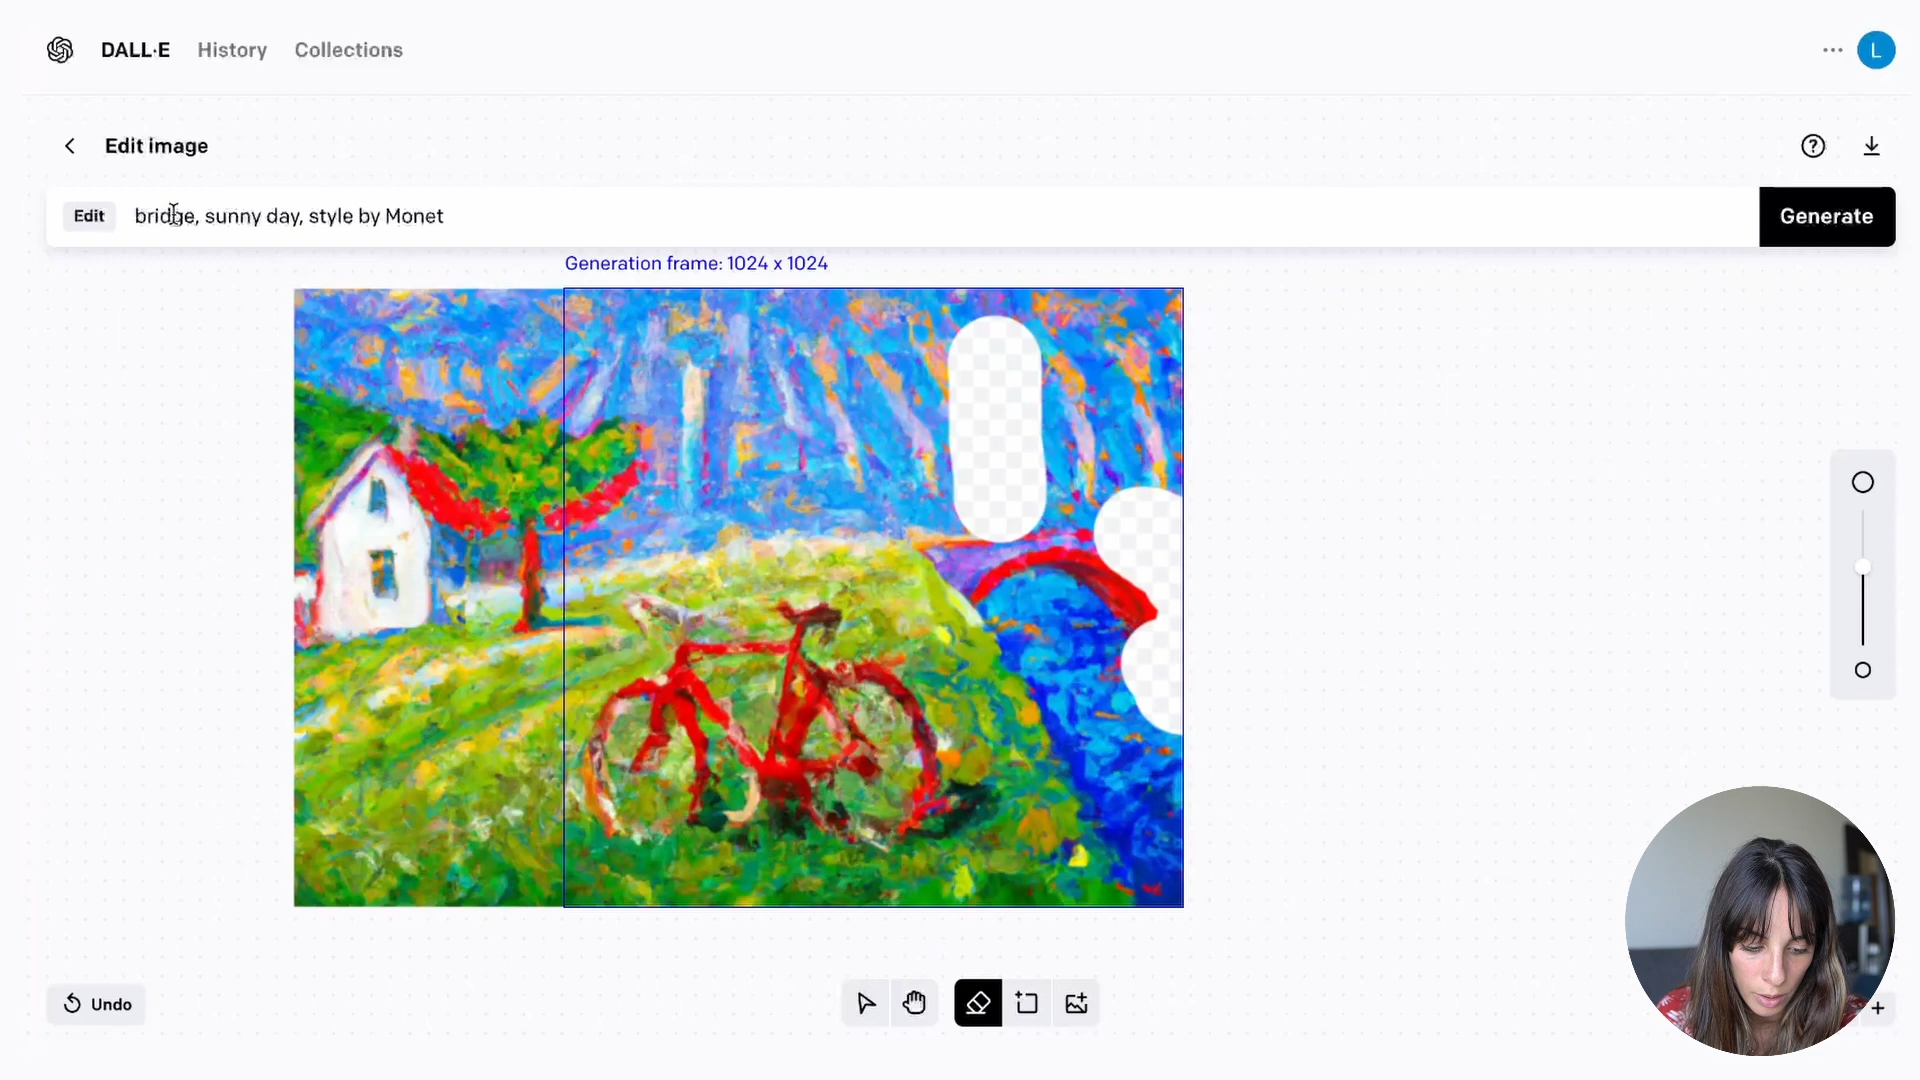 DALL·E History Collections
L
Edit image
Edit bridge, sunny day, style by Monet Generate
Generation frame: 1024 x 1024
Undo